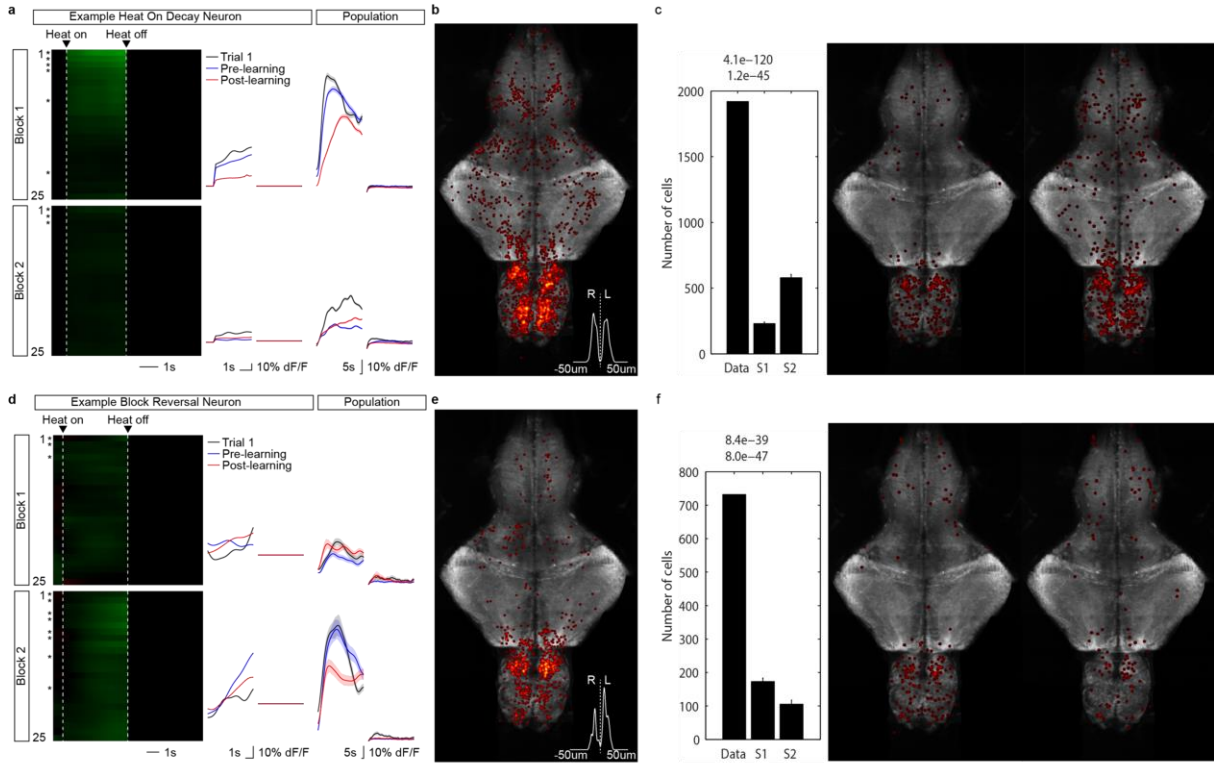 a
Example Heat On Decay Neuron
Population
Heat on
Heat off
Block 1
1
*
*
*
*
*
*
25
Trial 1
Pre-learning
Post-learning
Block 2
1
*
*
*
25
1s
1s
10% dF/F
5s
10% dF/F
b
R
L
-50um
50um
c
4.1e−120
1.2e−45
Number of cells
2000
1500
1000
500
0
Data
S1
S2
d
Example Block Reversal Neuron
Population
Heat on
Heat off
Block 1
1
*
*
*
25
Trial 1
Pre-learning
Post-learning
Block 2
1
*
*
*
*
*
*
*
25
1s
1s
10% dF/F
5s
10% dF/F
e
R
L
-50um
50um
f
8.4e−39
8.0e−47
Number of cells
800
700
600
500
400
300
200
100
0
Data
S1
S2